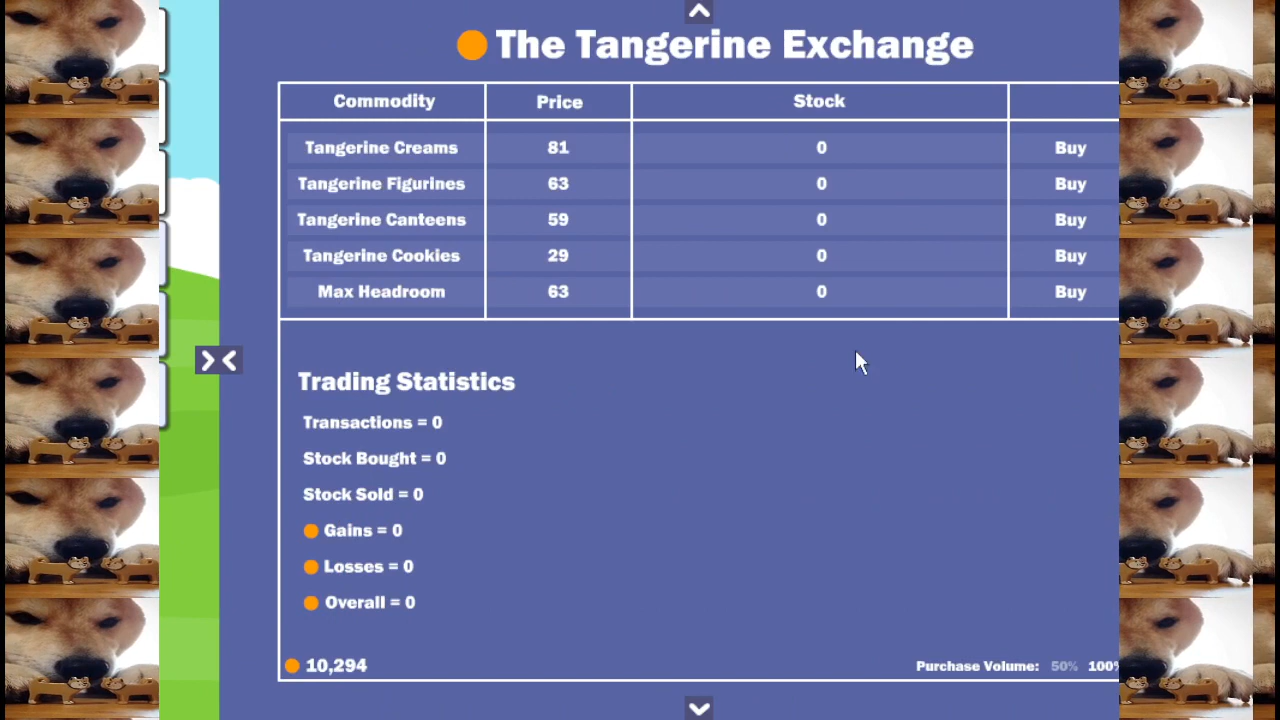 The Tangerine Exchange
Commodity Price Stock
Tangerine Creams 81 0 Buy
Tangerine Figurines 63 0 Buy
Tangerine Canteens 59 0 Buy
Tangerine Cookies 29 0 Buy
Max Headroom 63 0 Buy
Trading Statistics
Transactions = 0
Stock Bought = 0
Stock Sold = 0
Gains = 0
Losses = 0
Overall = 0
10,294 Purchase Volume: 50% 100%